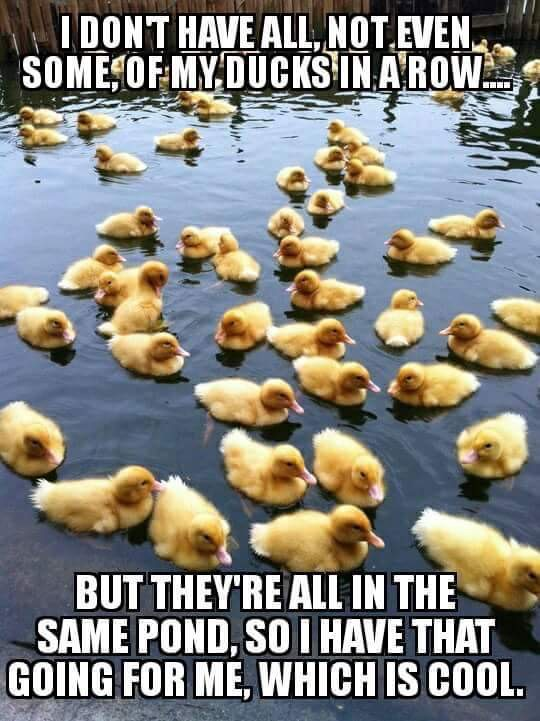 I DON'T HAVE ALL, NOT EVEN
SOME, OF MY DUCKS IN A ROW....
BUT THEY'RE ALL IN THE
SAME POND, SO I HAVE THAT
GOING FOR ME, WHICH IS COOL.